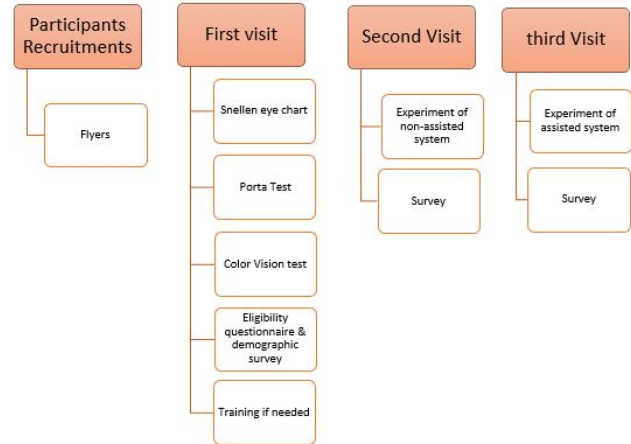 Participants
Recruitments
Flyers
First visit
Snellen eye chart
Porta Test
Color Vision test
Eligibility
questionnaire &
demographic
survey
Training if needed
Second Visit
Experiment of
non-assisted
system
Survey
third Visit
Experiment of
assisted system
Survey